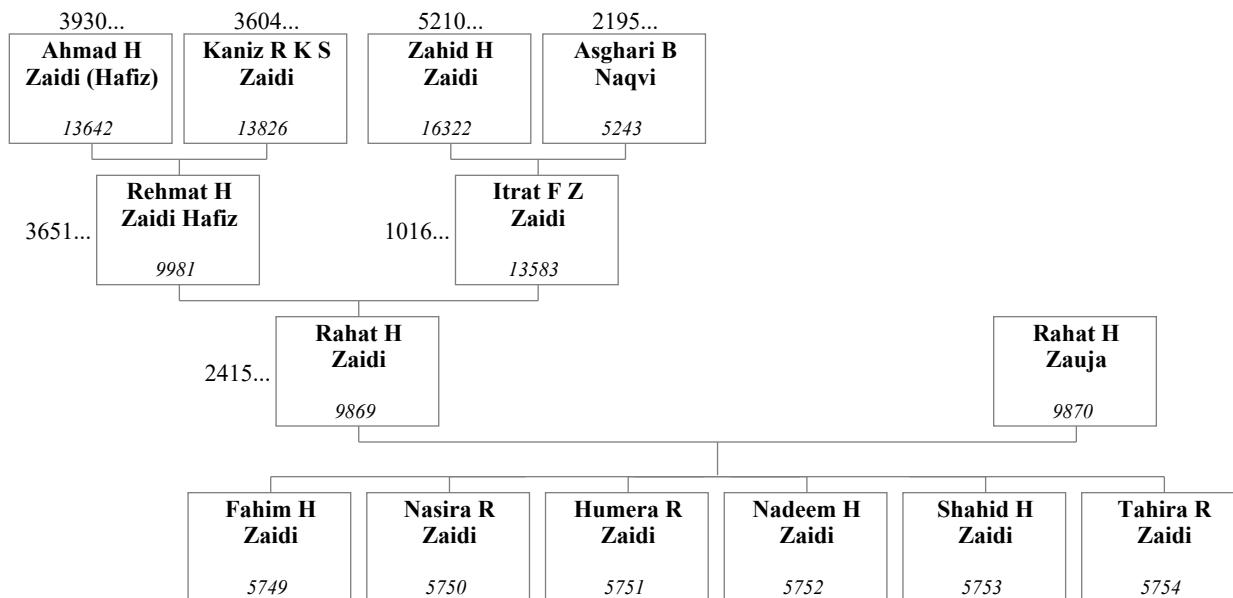 3930... 3604... 5210... 2195...
Ahmad H
Zaidi (Hafiz)
13642
Kaniz R K S
Zaidi
13826
Zahid H
Zaidi
16322
Asghari B
Naqvi
5243
3651...
Rehmat H
Zaidi Hafiz
9981
1016...
Itrat F Z
Zaidi
13583
2415...
Rahat H
Zaidi
9869
Rahat H
Zauja
9870
Fahim H
Zaidi
5749
Nasira R
Zaidi
5750
Humera R
Zaidi
5751
Nadeem H
Zaidi
5752
Shahid H
Zaidi
5753
Tahira R
Zaidi
5754